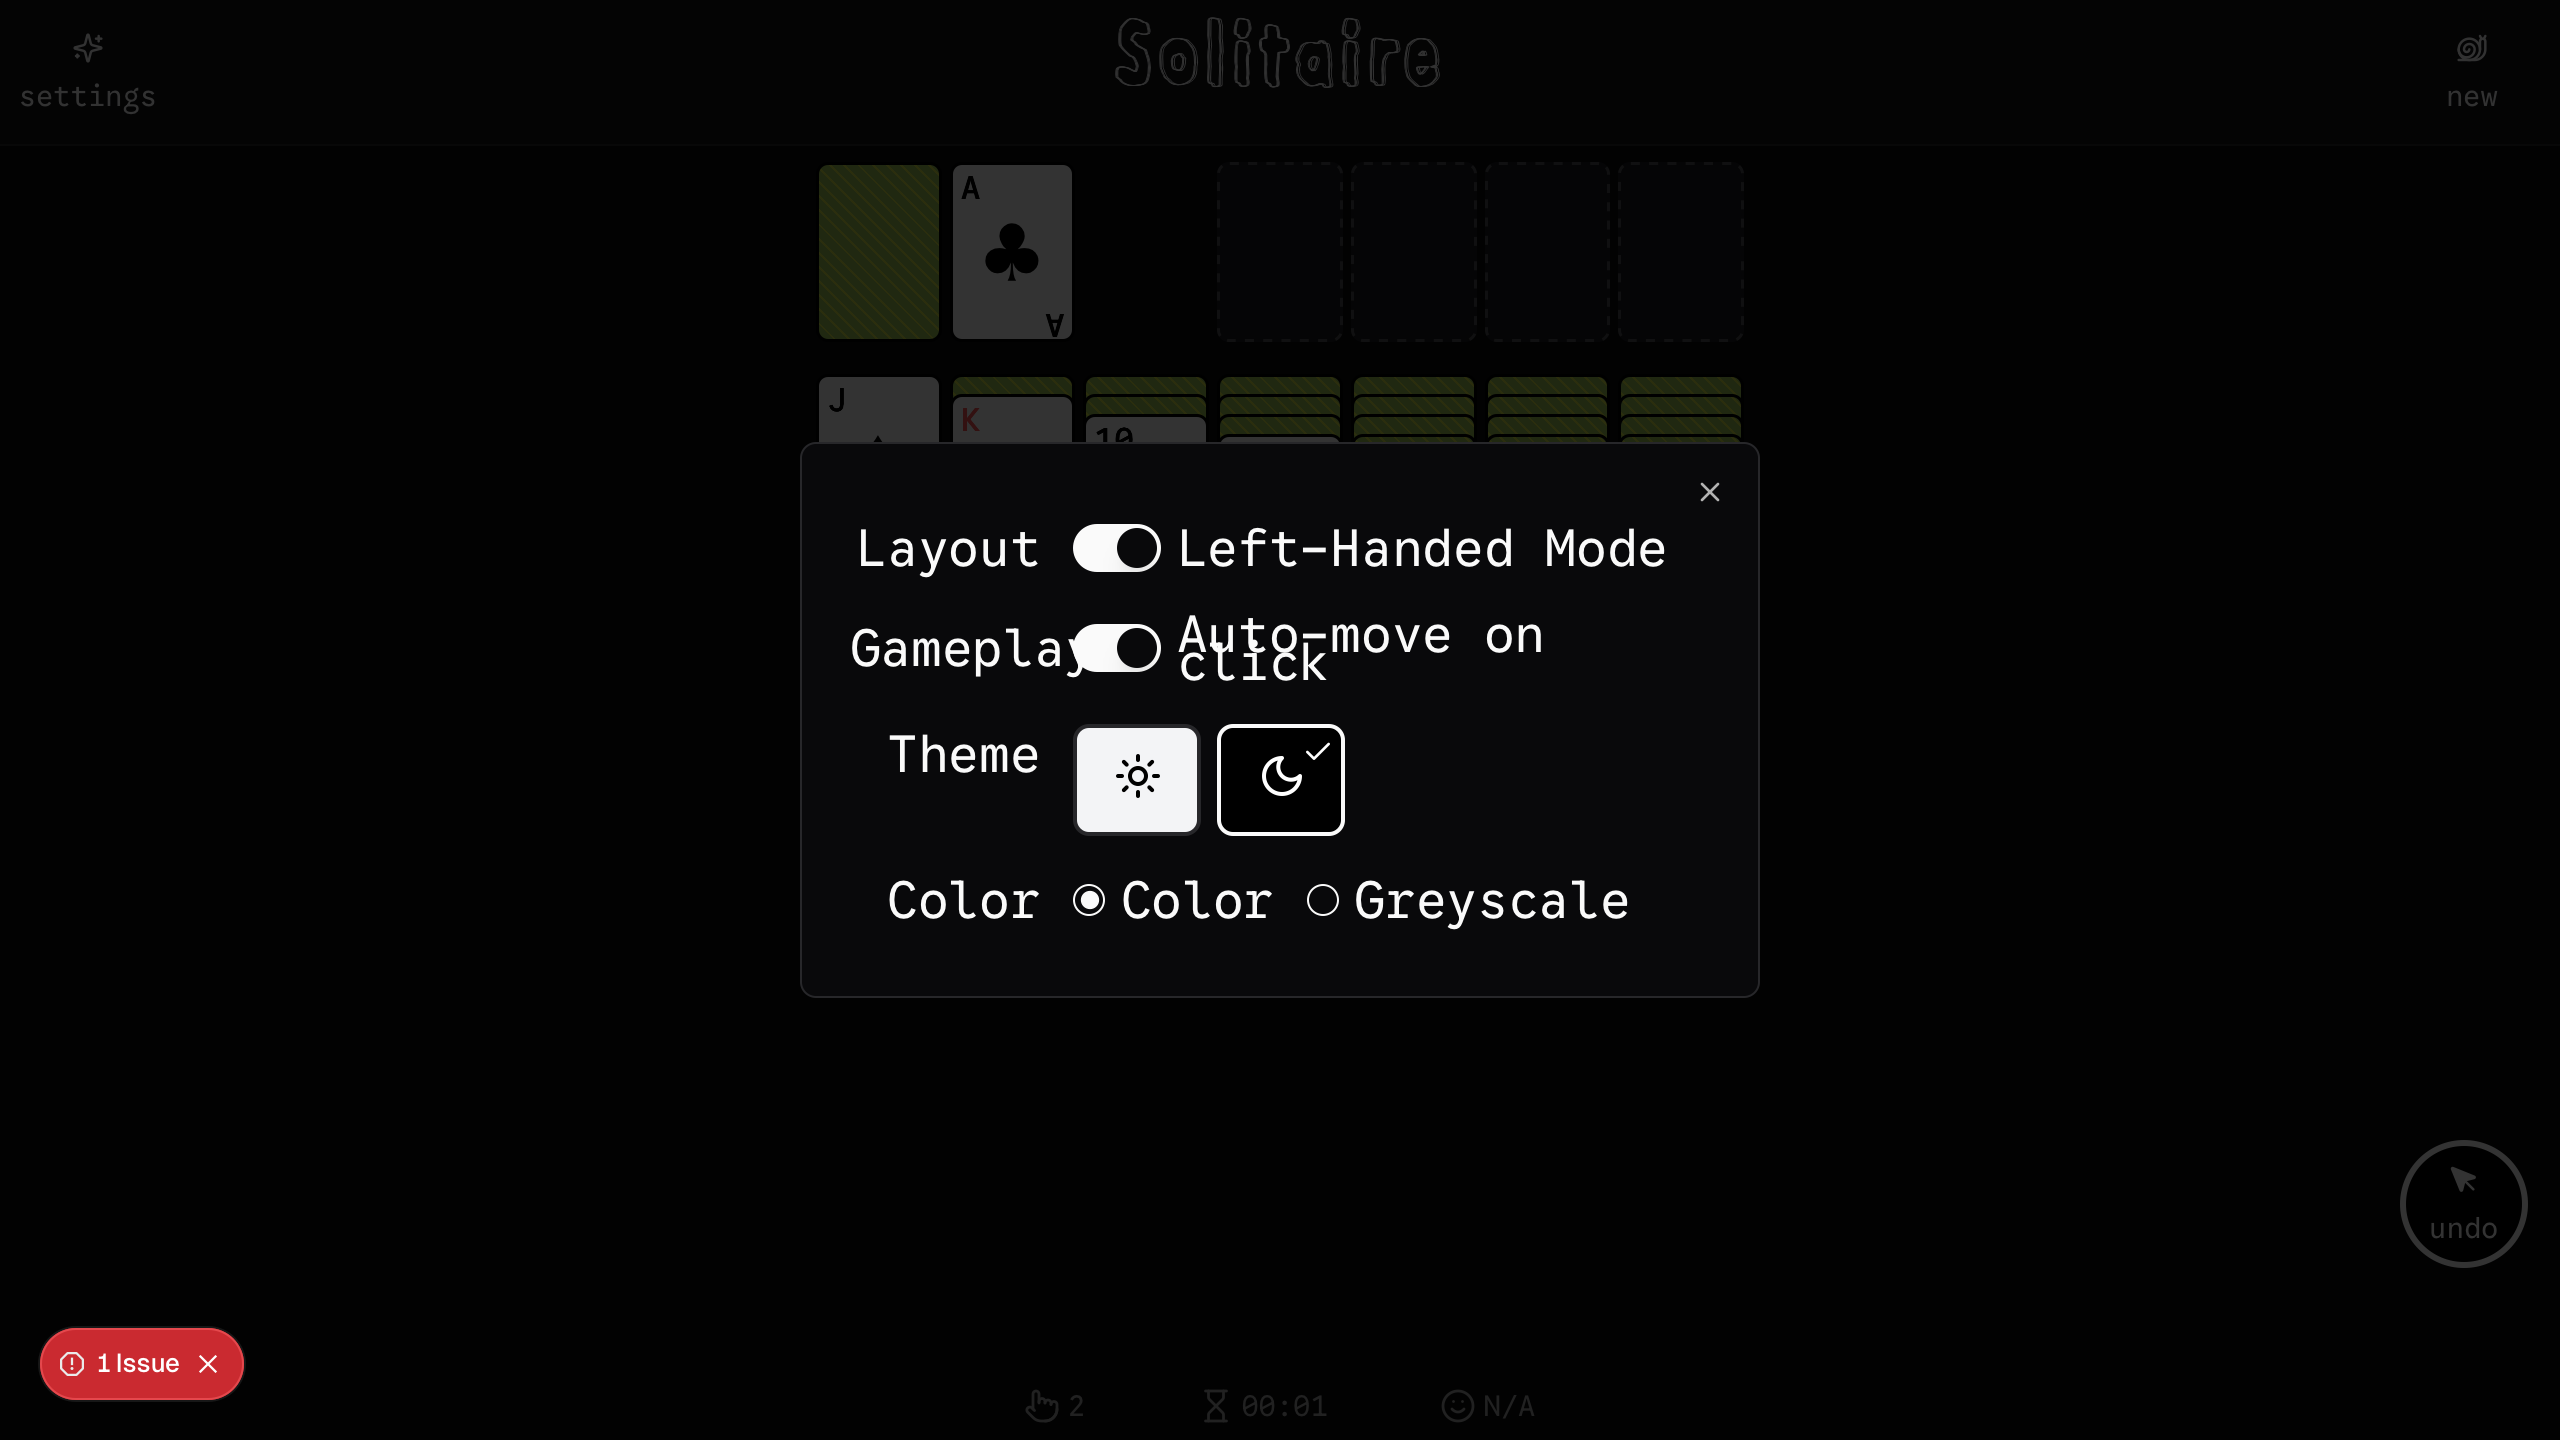 Solitaire
settings
new
A
A
J
K
10
Layout
Left-Handed Mode
Gameplay
Auto-move on
click
Theme
Color
Color
Greyscale
undo
1 Issue
2
00:01
N/A